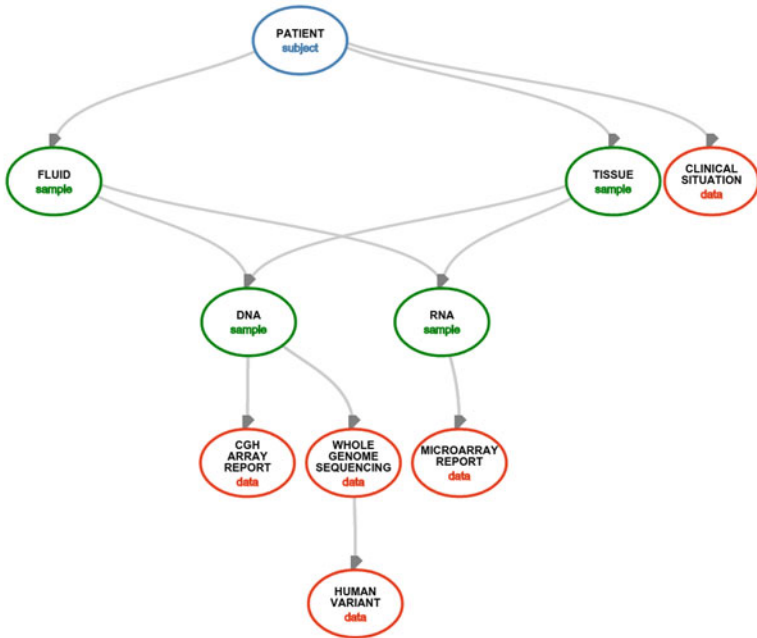 PATIENT
subject
FLUID
sample
TISSUE
sample
CLINICAL
SITUATION
data
DNA
sample
RNA
sample
CGH
ARRAY
REPORT
data
WHOLE
GENOME
SEQUENCING
data
MICROARRAY
REPORT
data
HUMAN
VARIANT
data